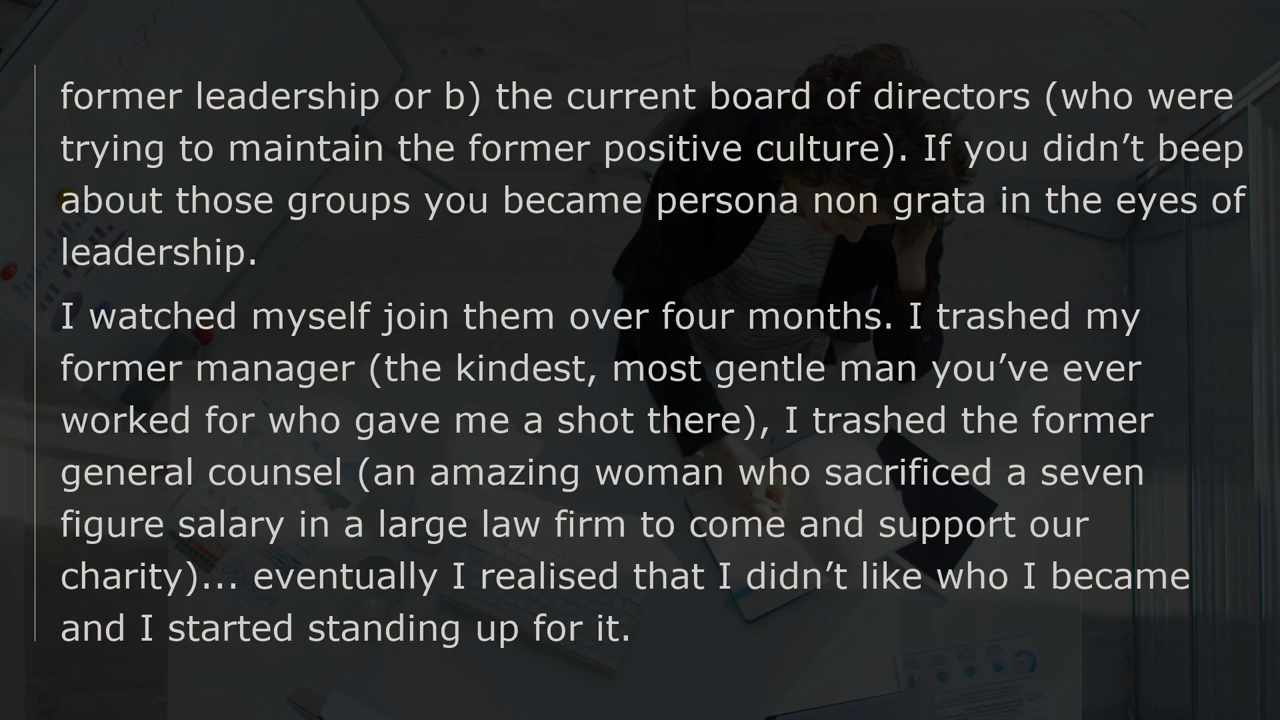 former leadership or b) the current board of directors (who were
trying to maintain the former positive culture). If you didn’t beep
about those groups you became persona non grata in the eyes of
leadership.
I watched myself join them over four months. I trashed my
former manager (the kindest, most gentle man you’ve ever
worked for who gave me a shot there), I trashed the former
general counsel (an amazing woman who sacrificed a seven
figure salary in a large law firm to come and support our
charity)... eventually I realised that I didn’t like who I became
and I started standing up for it.